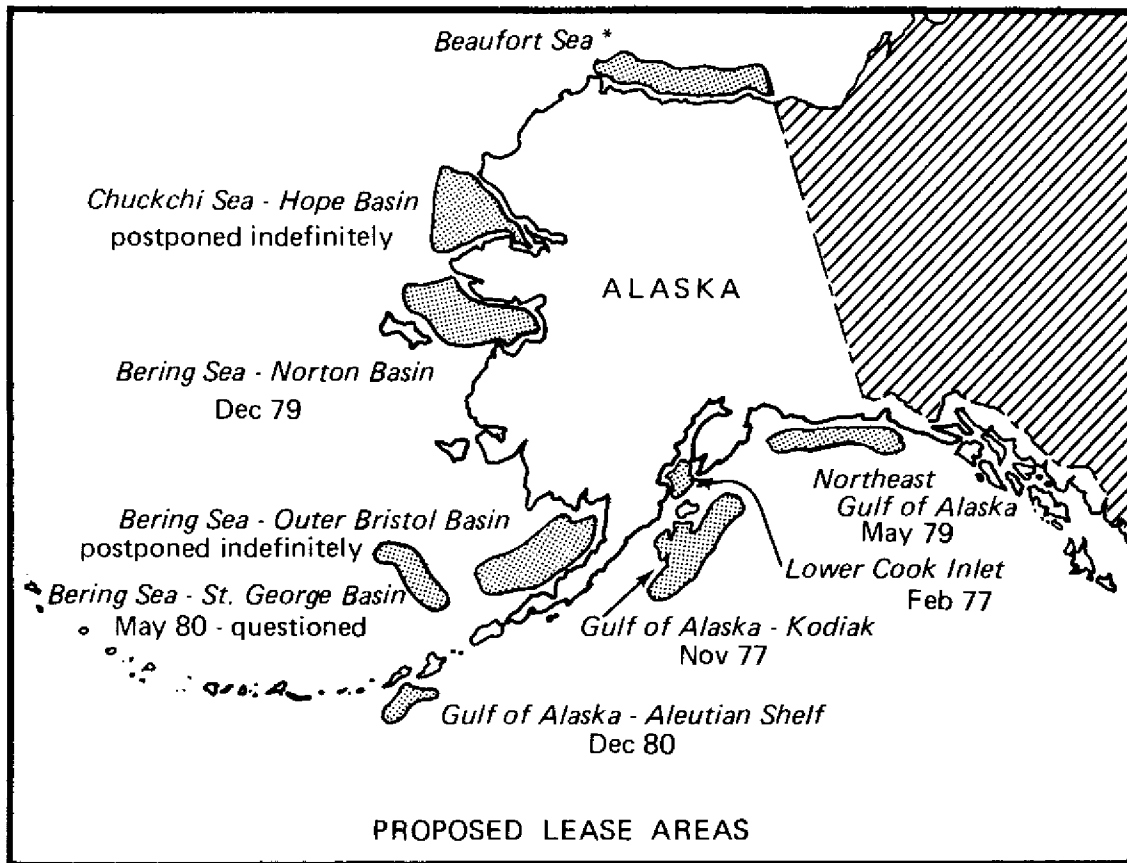 Beaufort Sea *
Chuckchi Sea - Hope Basin
postponed indefinitely
ALASKA
Bering Sea - Norton Basin
Dec 79
Northeast
Gulf of Alaska
May 79
Bering Sea - Outer Bristol Basin
postponed indefinitely
Lower Cook Inlet
Feb 77
Bering Sea - St. George Basin
May 80 - questioned
Gulf of Alaska - Kodiak
Nov 77
Gulf of Alaska - Aleutian Shelf
Dec 80
PROPOSED LEASE AREAS